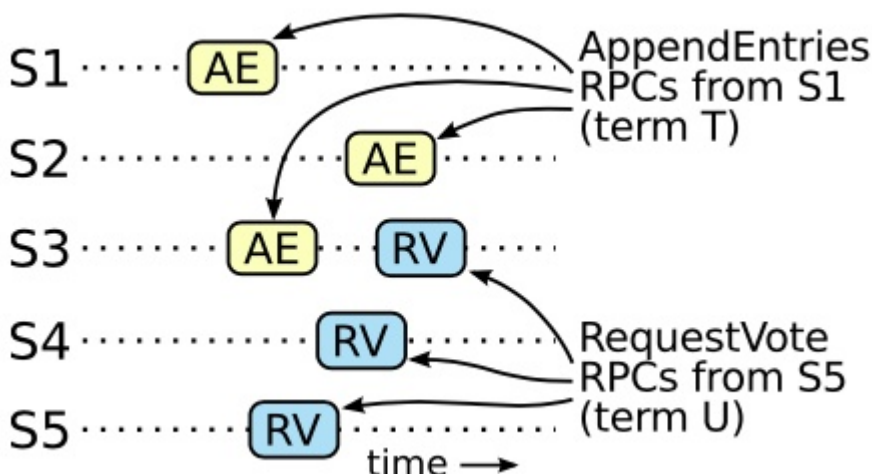 S1
AE
AppendEntries
RPCs from S1
(term T)
S2
AE
S3
AE
RV
S4
RV
RequestVote
RPCs from S5
(term U)
S5
RV
time